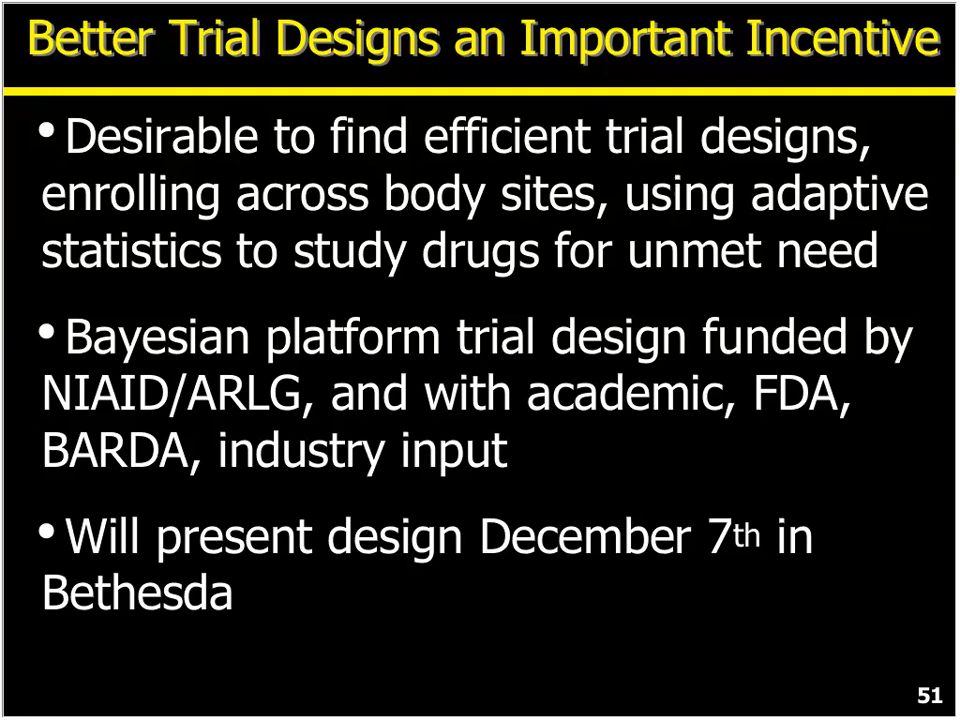 Better Trial Designs an Important Incentive
•Desirable to find efficient trial designs,
enrolling across body sites, using adaptive
statistics to study drugs for unmet need
•Bayesian platform trial design funded by
NIAID/ARLG, and with academic, FDA,
BARDA, industry input
•Will present design December 7th in
Bethesda
51